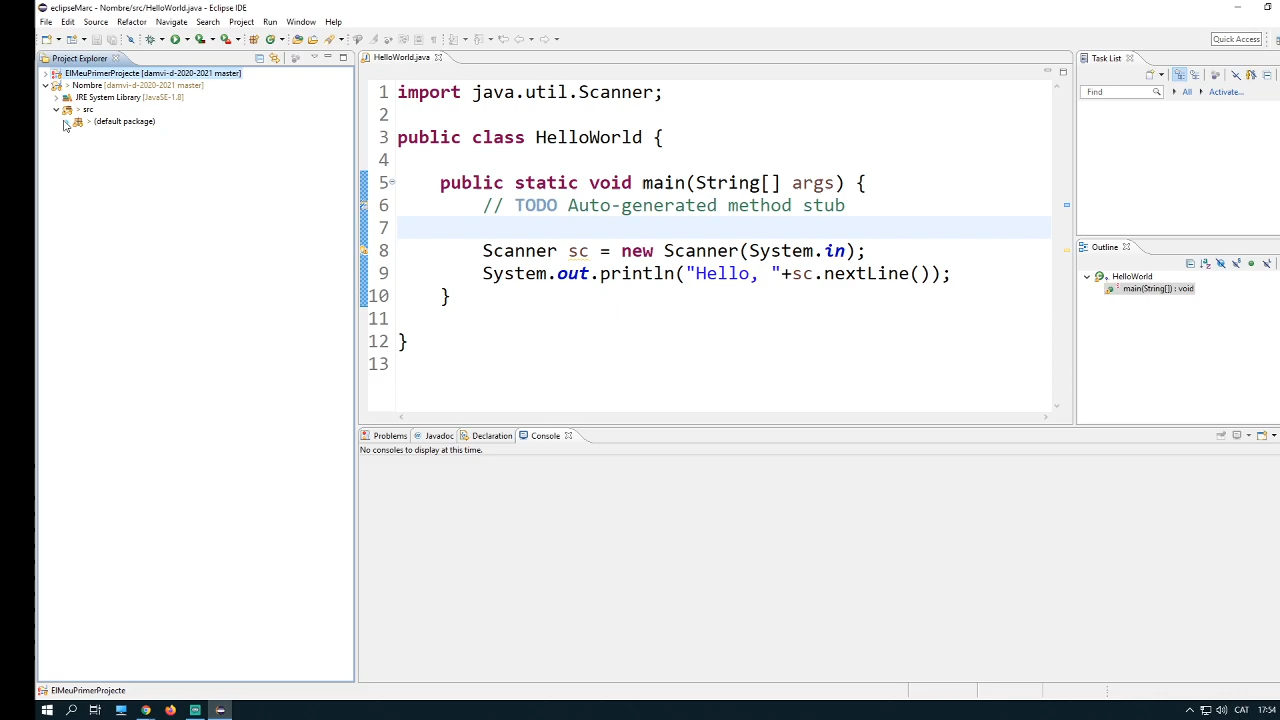 eclipseMarc - Nombre/src/HelloWorld.java - Eclipse IDE
File Edit Source Refactor Navigate Search Project Run Window Help
Quick Access
Project Explorer
ElMeuPrimerProjecte [damvi-d-2020-2021 master]
> Nombre [damvi-d-2020-2021 master]
JRE System Library [JavaSE-1.8]
> src
> (default package)
HelloWorld.java
1 import java.util.Scanner;
2
3 public class HelloWorld {
4
5 public static void main(String[] args) {
6 // TODO Auto-generated method stub
7
8 Scanner sc = new Scanner(System.in);
9 System.out.println("Hello, "+sc.nextLine());
10 }
11
12 }
13
Task List
Find
All
Activate...
Outline
HelloWorld
main(String[]) : void
Problems Javadoc Declaration Console
No consoles to display at this time.
ElMeuPrimerProjecte
CAT 17:54